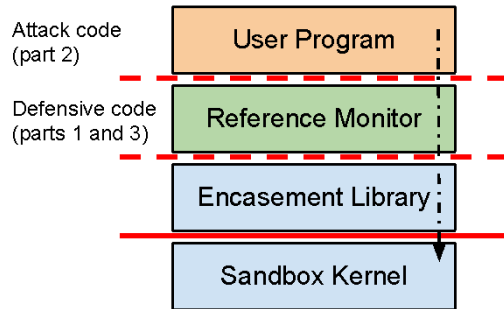 Attack code
(part 2)
User Program
Defensive code
(parts 1 and 3)
Reference Monitor
Encasement Library
Sandbox Kernel